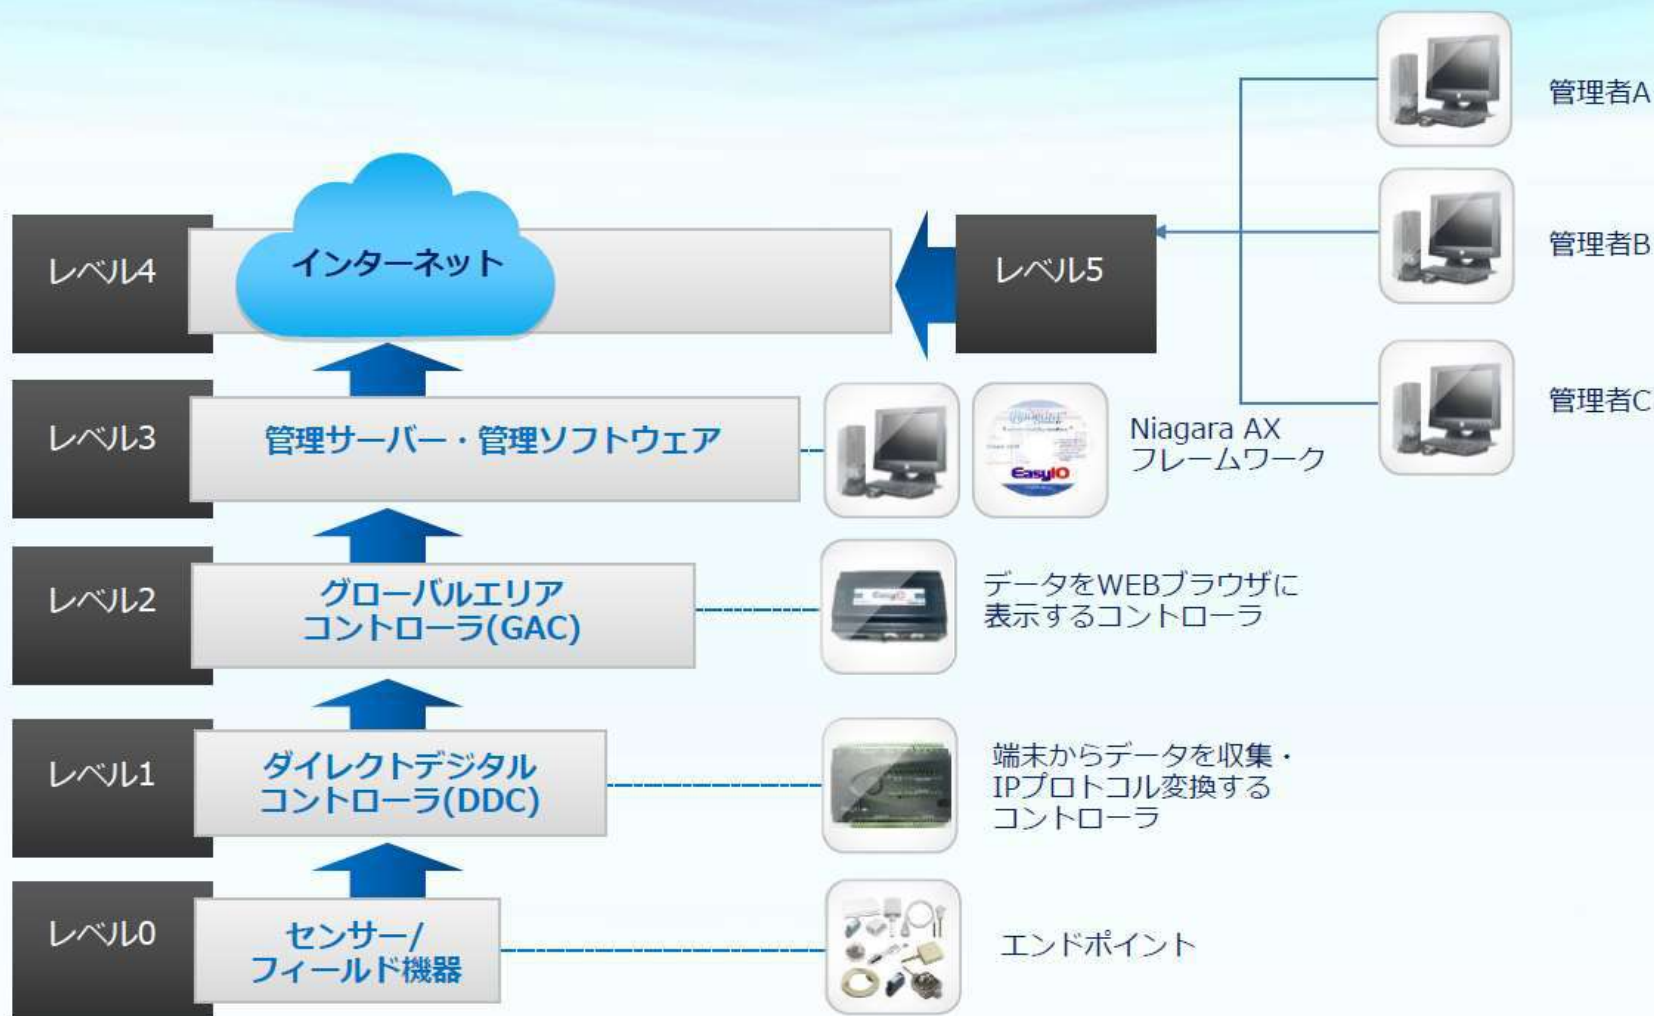 管理者A
管理者B
管理者C
レベル4
インターネット
レベル5
レベル3
管理サーバー・管理ソフトウェア
EasyIO
Niagara AX
フレームワーク
レベル2
グローバルエリア
コントローラ(GAC)
EasyIO
データをWEBブラウザに
表示するコントローラ
レベル1
ダイレクトデジタル
コントローラ(DDC)
端末からデータを収集・
IPプロトコル変換する
コントローラ
レベル0
センサー/
フィールド機器
エンドポイント